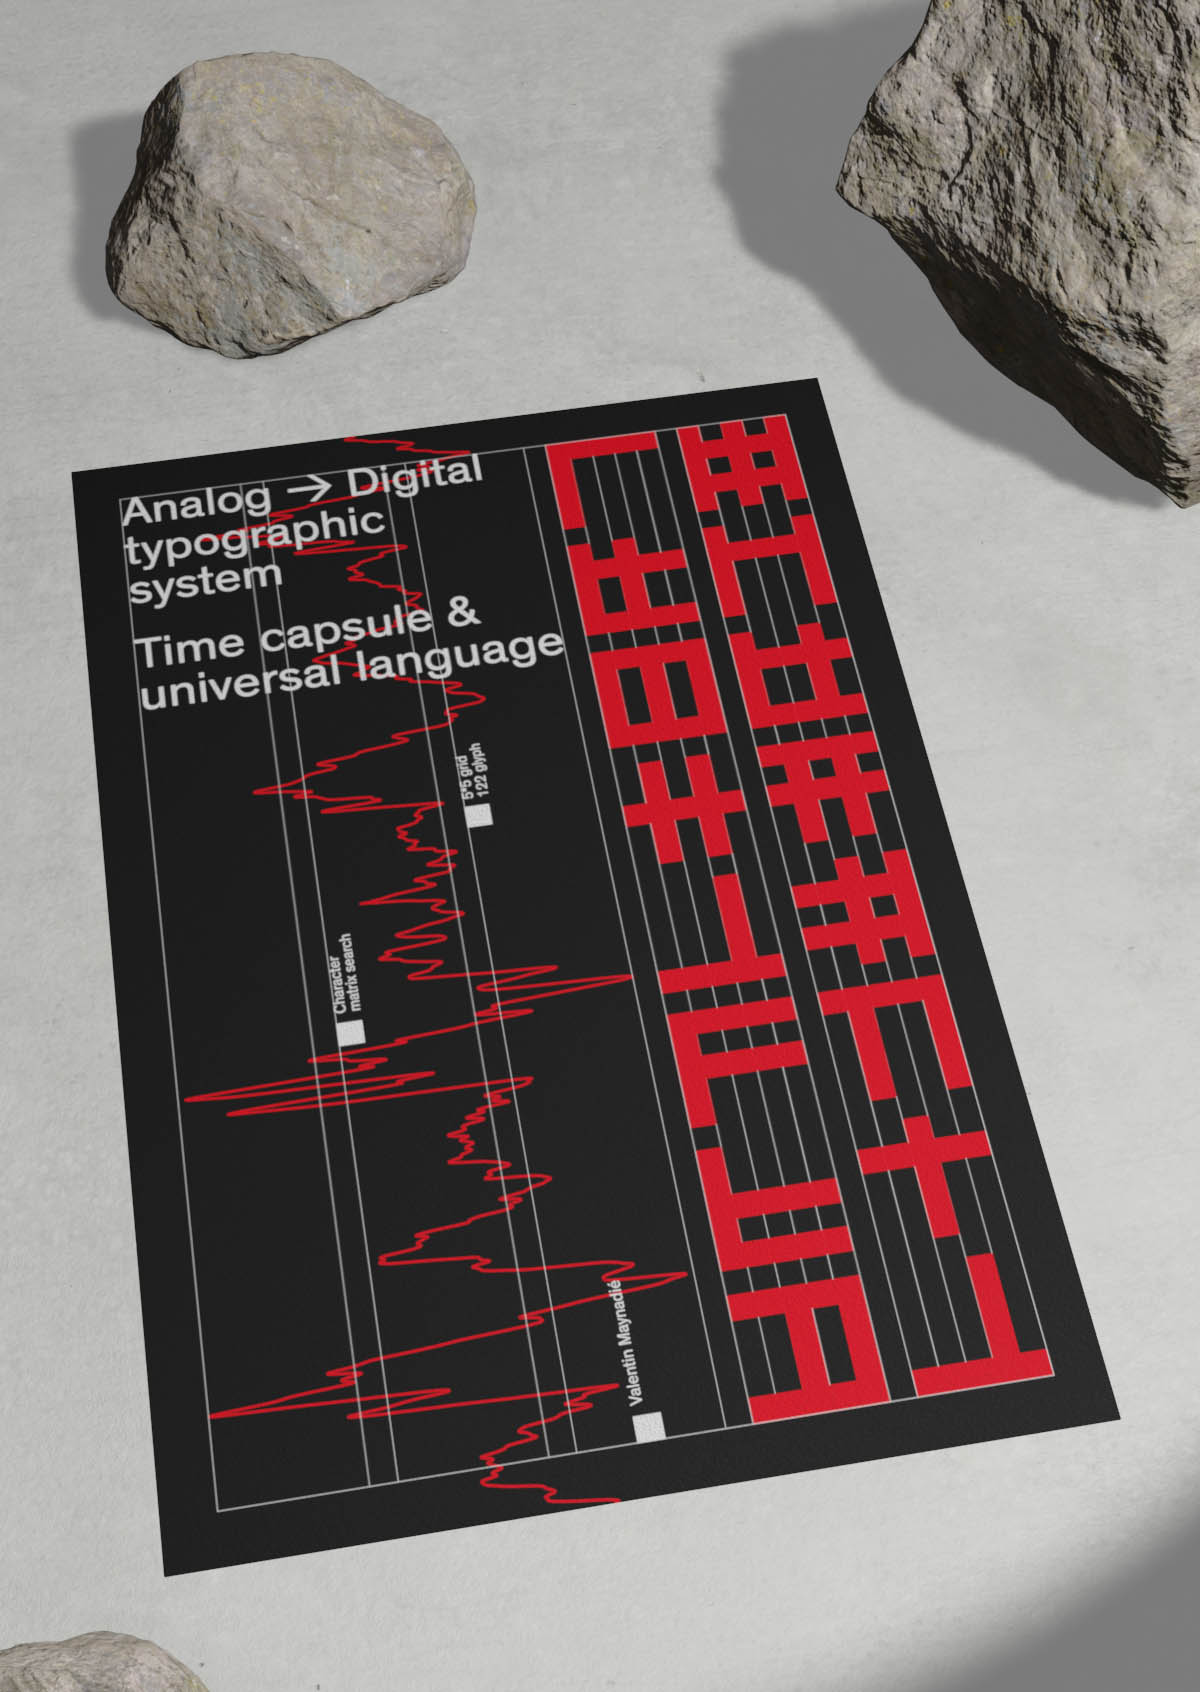 Analog → Digital
typographic
system
Time capsule &
universal language
5*5 grid
122 glyph
Character
matrix search
Valentin Maynadié